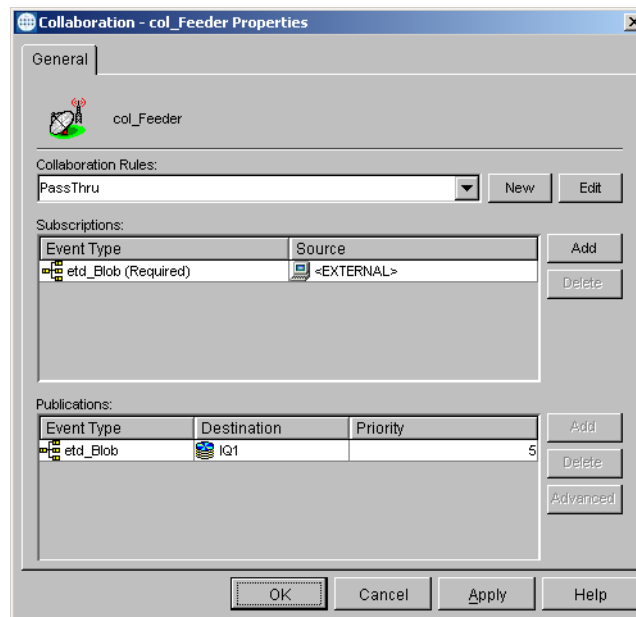 Collaboration - col_Feeder Properties
General
col_Feeder
Collaboration Rules:
PassThru New Edit
Subscriptions:
Event Type Source Add
etd_Blob (Required) <EXTERNAL> Delete
Publications:
Event Type Destination Priority Add
etd_Blob IQ1 5 Delete
Advanced
OK Cancel Apply Help